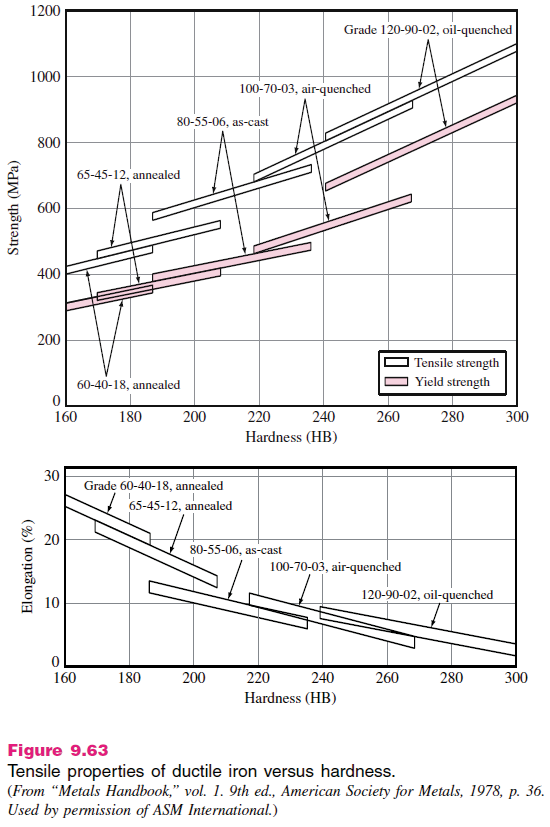 1200
1000
800
600
400
200
0
Strength (MPa)
Grade 120-90-02, oil-quenched
100-70-03, air-quenched
80-55-06, as-cast
65-45-12, annealed
60-40-18, annealed
Tensile strength
Yield strength
160 180 200 220 240 260 280 300
Hardness (HB)
30
20
10
0
Elongation (%)
Grade 60-40-18, annealed
65-45-12, annealed
80-55-06, as-cast
100-70-03, air-quenched
120-90-02, oil-quenched
160 180 200 220 240 260 280 300
Hardness (HB)
Figure 9.63
Tensile properties of ductile iron versus hardness.
(From “Metals Handbook,” vol. 1. 9th ed., American Society for Metals, 1978, p. 36.
Used by permission of ASM International.)